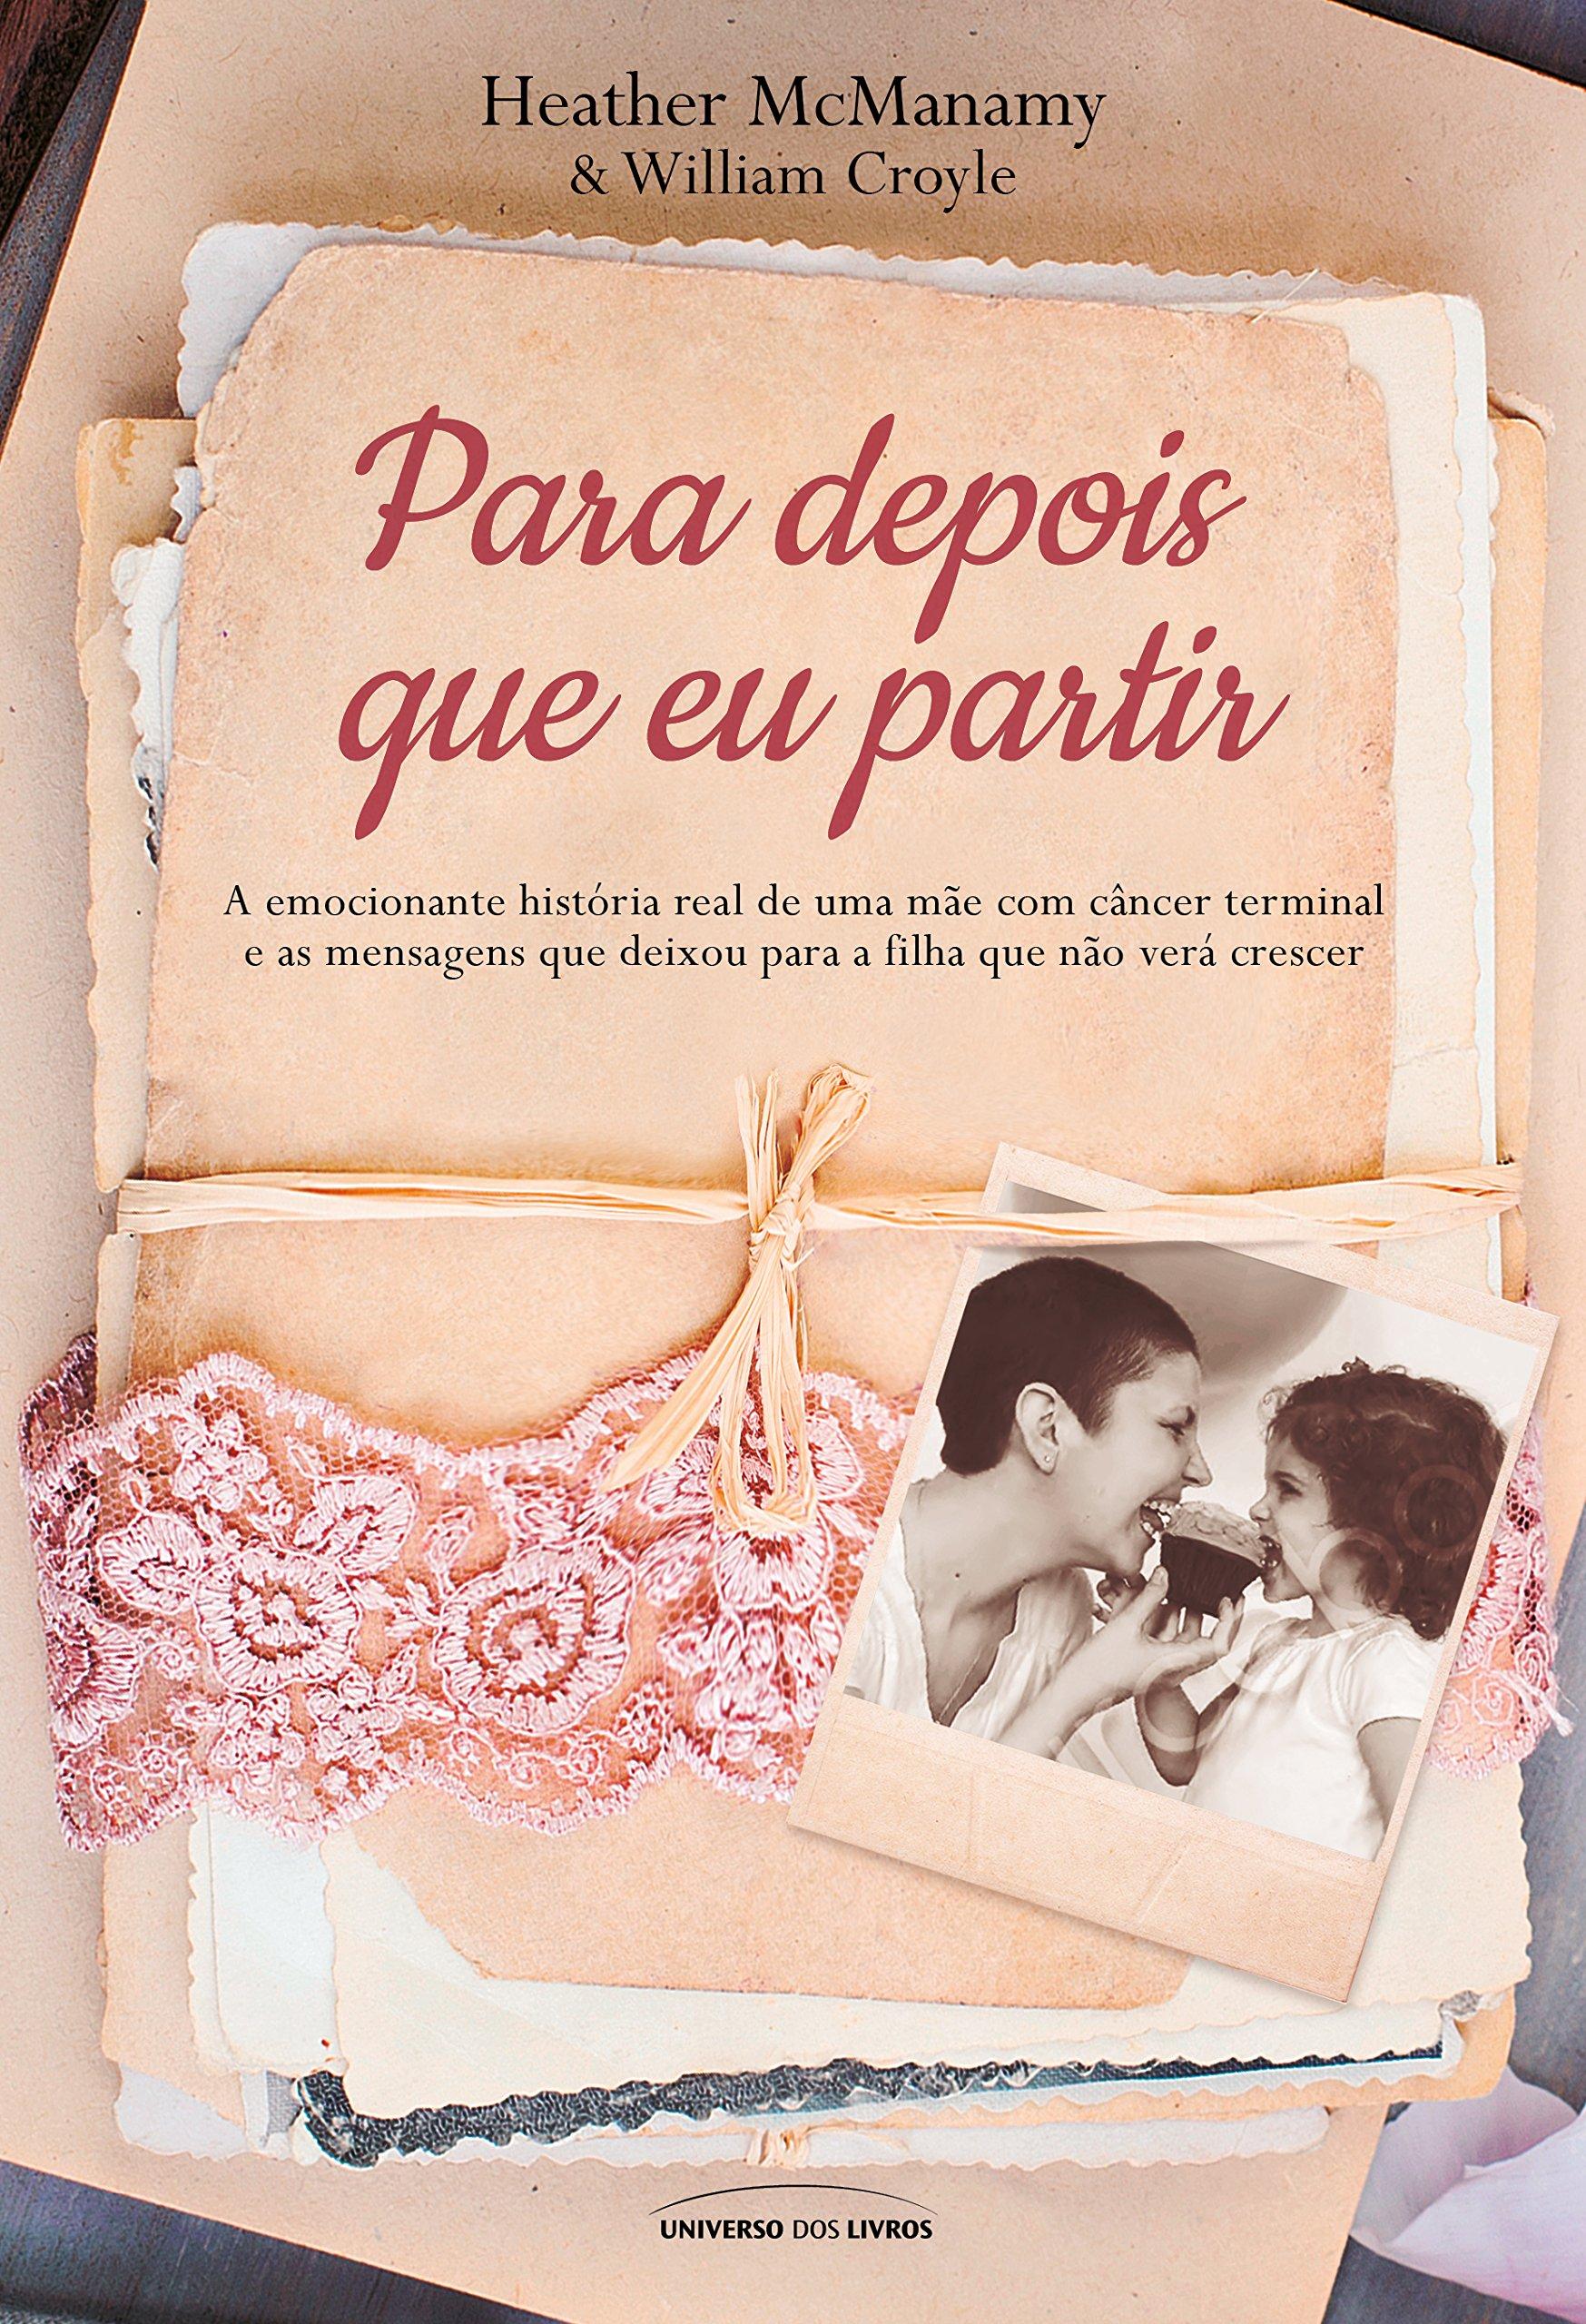 Heather McManamy
& William Croyle
Para depois
que eu partir
A emocionante história real de uma mãe com câncer terminal
e as mensagens que deixou para a filha que não verá crescer
UNIVERSO DOS LIVROS